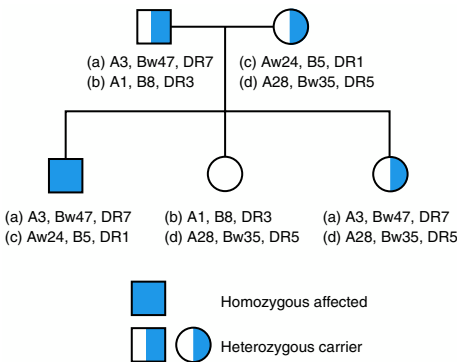 (a) A3, Bw47, DR7
(b) A1, B8, DR3
(c) Aw24, B5, DR1
(d) A28, Bw35, DR5
(a) A3, Bw47, DR7
(c) Aw24, B5, DR1
(b) A1, B8, DR3
(d) A28, Bw35, DR5
(a) A3, Bw47, DR7
(d) A28, Bw35, DR5
Homozygous affected
Heterozygous carrier